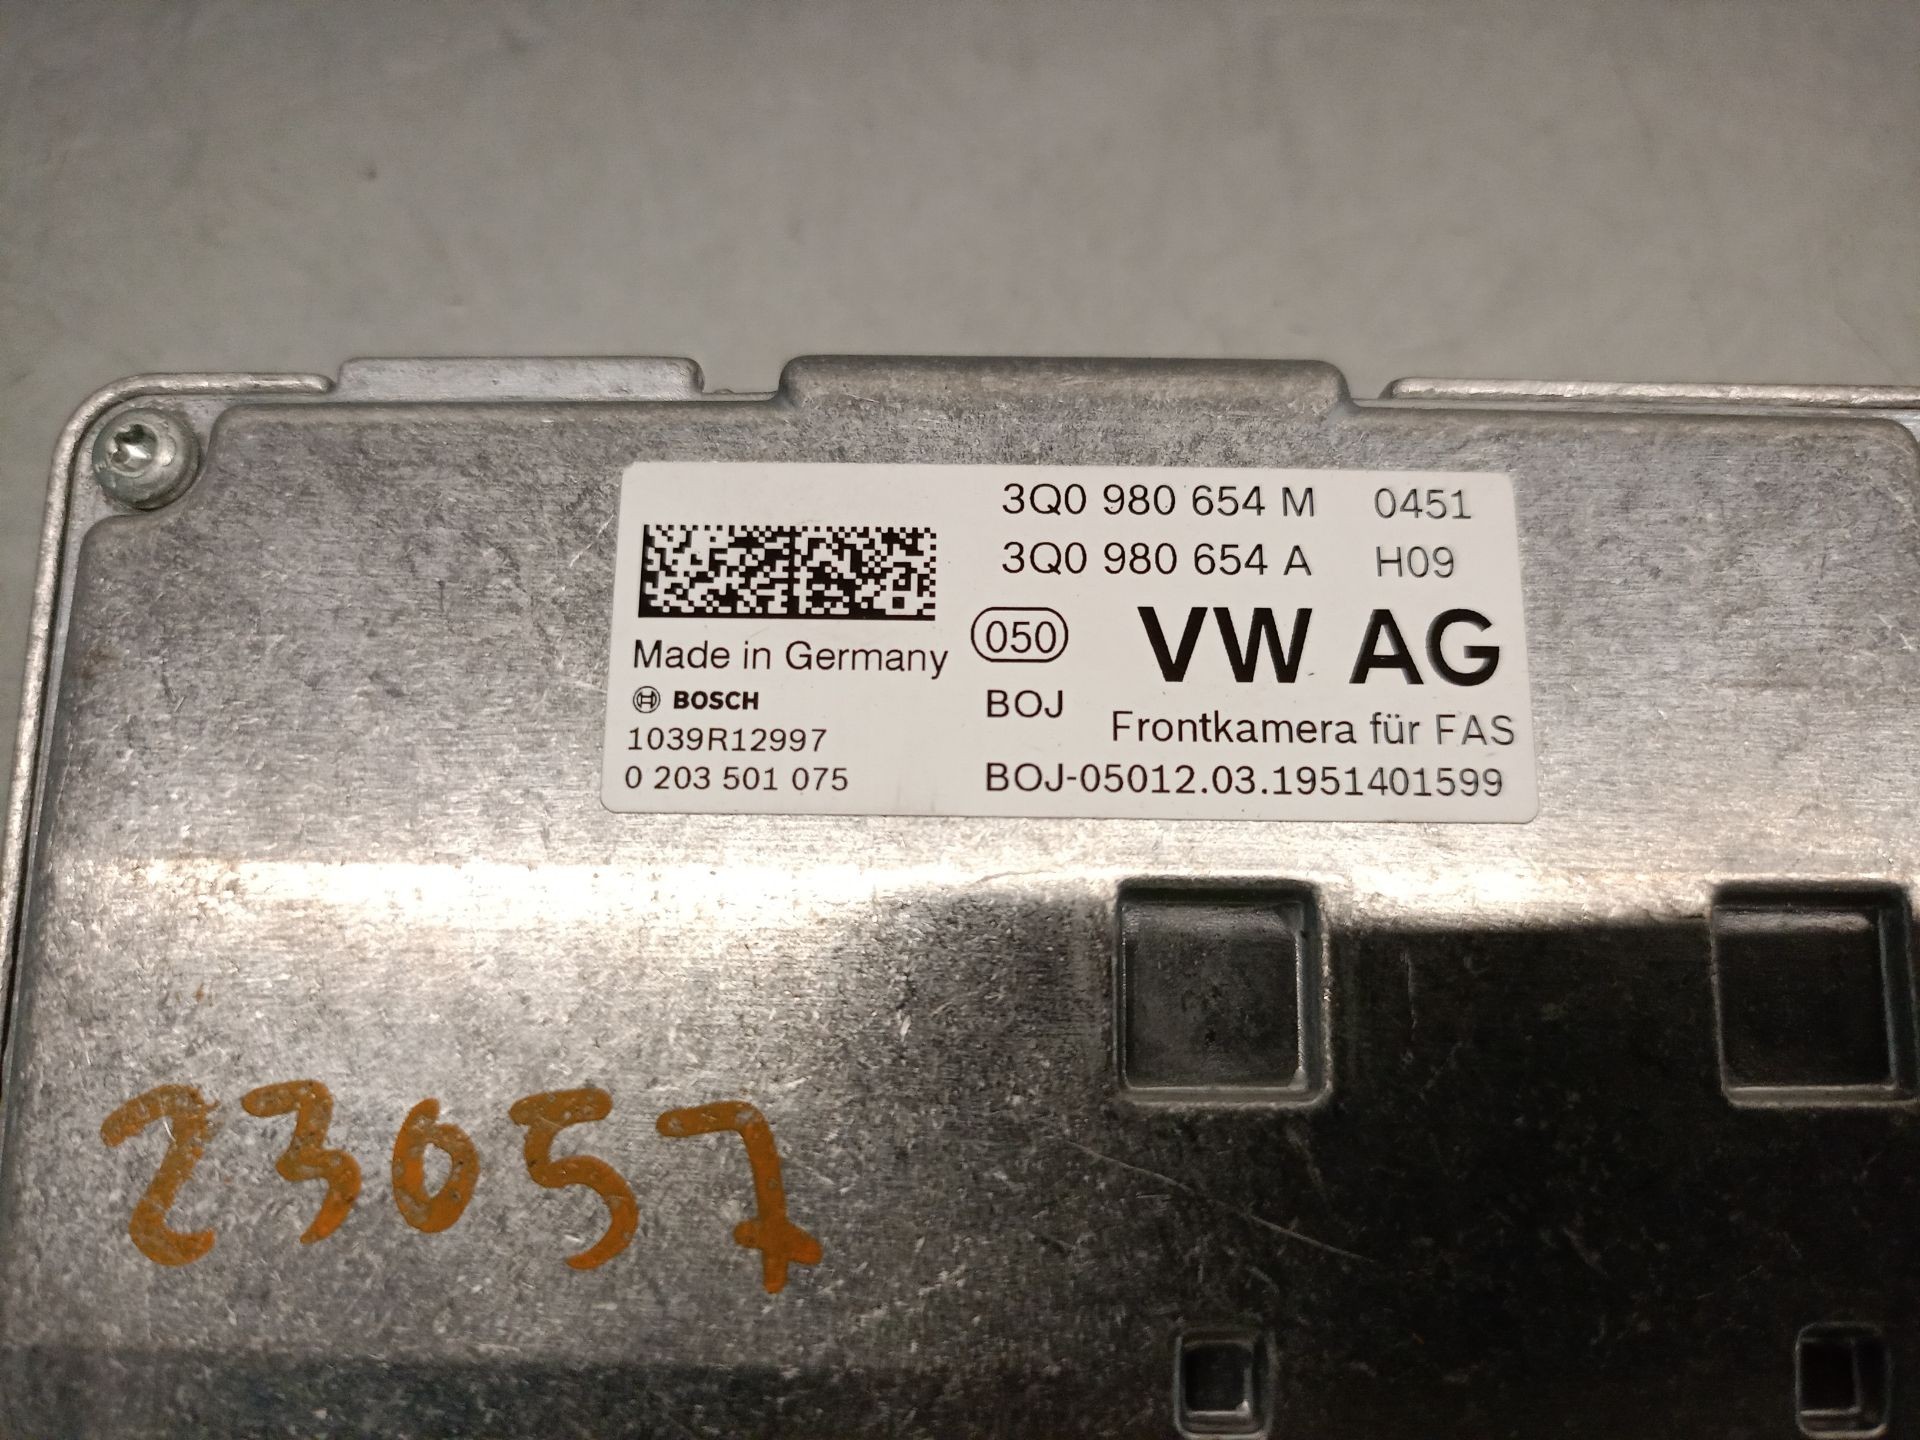 3Q0 980 654 M 0451
3Q0 980 654 A H09
Made in Germany
050
VW AG
BOSCH
BOJ
Frontkamera für FAS
1039R12997
0 203 501 075
BOJ-05012.03.1951401599
23057